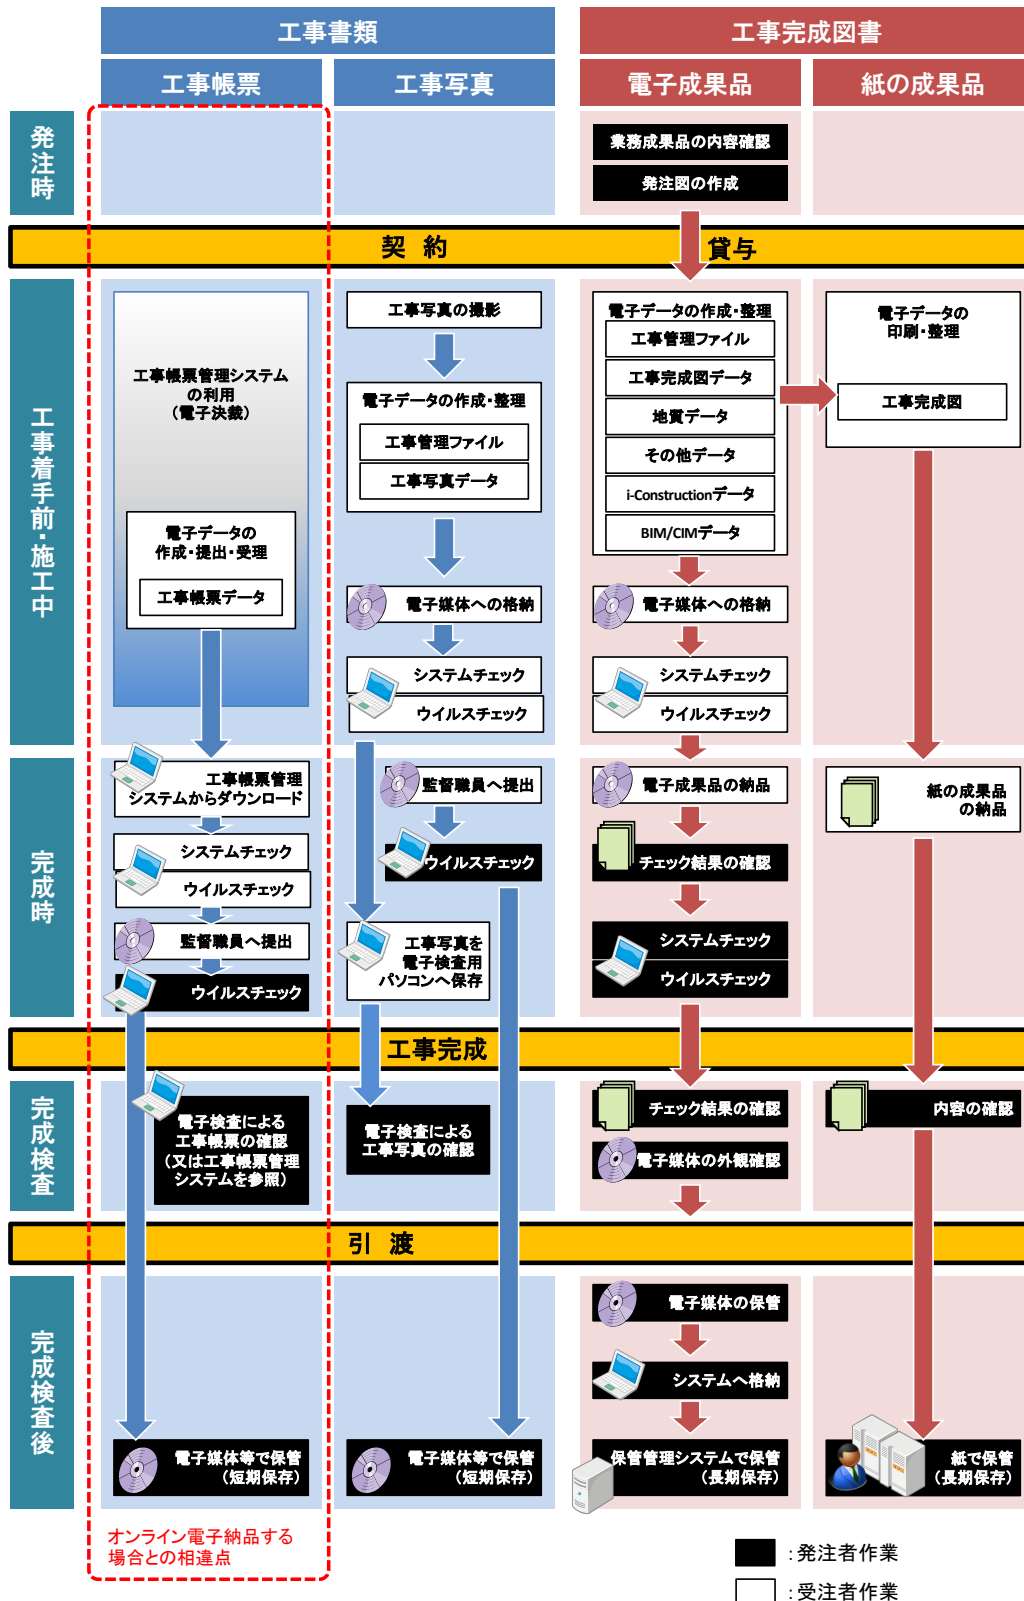 工事書類
工事完成図書
工事帳票
工事写真
電子成果品
紙の成果品
発注時
業務成果品の内容確認
発注図の作成
契 約
貸与
工事着手前・施工中
工事帳票管理システム
の利用
(電子決裁)
電子データの
作成・提出・受理
工事帳票データ
工事写真の撮影
電子データの作成・整理
工事管理ファイル
工事写真データ
電子媒体への格納
システムチェック
ウイルスチェック
電子データの作成・整理
工事管理ファイル
工事完成図データ
地質データ
その他データ
i-Constructionデータ
BIM/CIMデータ
電子媒体への格納
システムチェック
ウイルスチェック
電子データの
印刷・整理
工事完成図
完成時
工事帳票管理
システムからダウンロード
システムチェック
ウイルスチェック
監督職員へ提出
ウイルスチェック
監督職員へ提出
ウイルスチェック
工事写真を
電子検査用
パソコンへ保存
電子成果品の納品
チェック結果の確認
システムチェック
ウイルスチェック
紙の成果品
の納品
工事完成
完成検査
電子検査による
工事帳票の確認
(又は工事帳票管理
システムを参照)
電子検査による
工事写真の確認
チェック結果の確認
電子媒体の外観確認
内容の確認
引 渡
完成検査後
電子媒体等で保管
(短期保存)
電子媒体等で保管
(短期保存)
電子媒体の保管
システムへ格納
保管管理システムで保管
(長期保存)
紙で保管
(長期保存)
オンライン電子納品する
場合との相違点
:発注者作業
:受注者作業